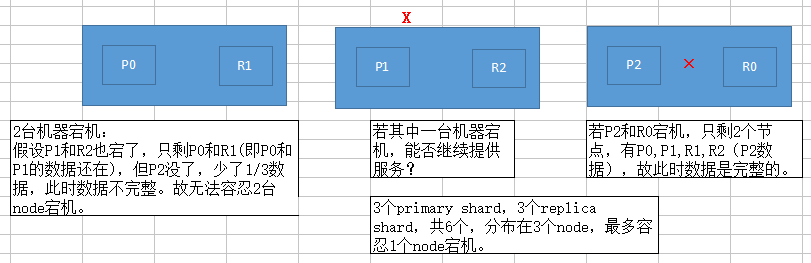 X
P0
R1
P1
R2
P2
×
R0
2台机器宕机:
假设P1和R2也宕了，只剩P0和R1(即P0和
P1的数据还在)，但P2没了，少了1/3数
据，此时数据不完整。故无法容忍2台
node宕机。
若其中一台机器宕
机，能否继续提供
服务？
若P2和R0宕机，只剩2个节
点，有P0,P1,R1,R2（P2数
据），故此时数据是完整的。
3个primary shard，3个replica
shard，共6个，分布在3个node，最多容
忍1个node宕机。